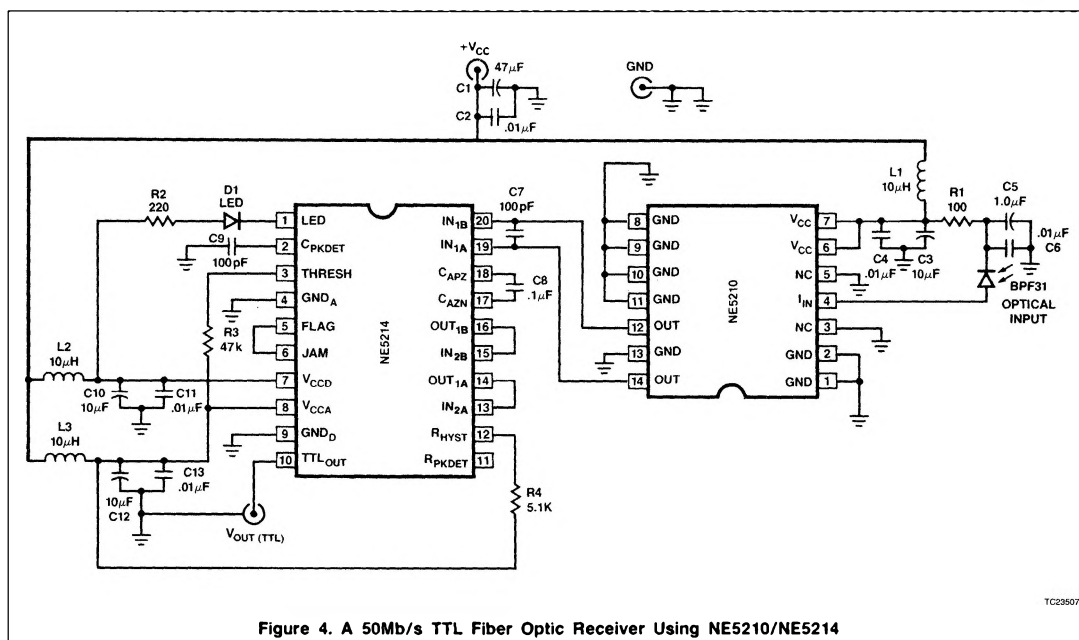 +VCC
47μF
C1
C2
.01μF
GND
L1
10μH
R1
100
C5
1.0μF
.01μF
C6
C4
.01μF
C3
10μF
BPF31
OPTICAL
INPUT
R2
220
D1
LED
C9
100pF
R3
47k
L2
10μH
C10
10μF
C11
.01μF
L3
10μH
C13
.01μF
10μF
C12
VOUT (TTL)
NE5214
1 LED
2 CPKDET
3 THRESH
4 GNDA
5 FLAG
6 JAM
7 VCCD
8 VCCA
9 GNDD
10 TTLOUT
IN1B 20
IN1A 19
CAPZ 18
CAZN 17
OUT1B 16
IN2B 15
OUT1A 14
IN2A 13
RHYST 12
RPKDET 11
C7
100pF
C8
.1μF
R4
5.1K
NE5210
8 GND
9 GND
10 GND
11 GND
12 OUT
13 GND
14 OUT
VCC 7
VCC 6
NC 5
IIN 4
NC 3
GND 2
GND 1
TC23507
Figure 4. A 50Mb/s TTL Fiber Optic Receiver Using NE5210/NE5214